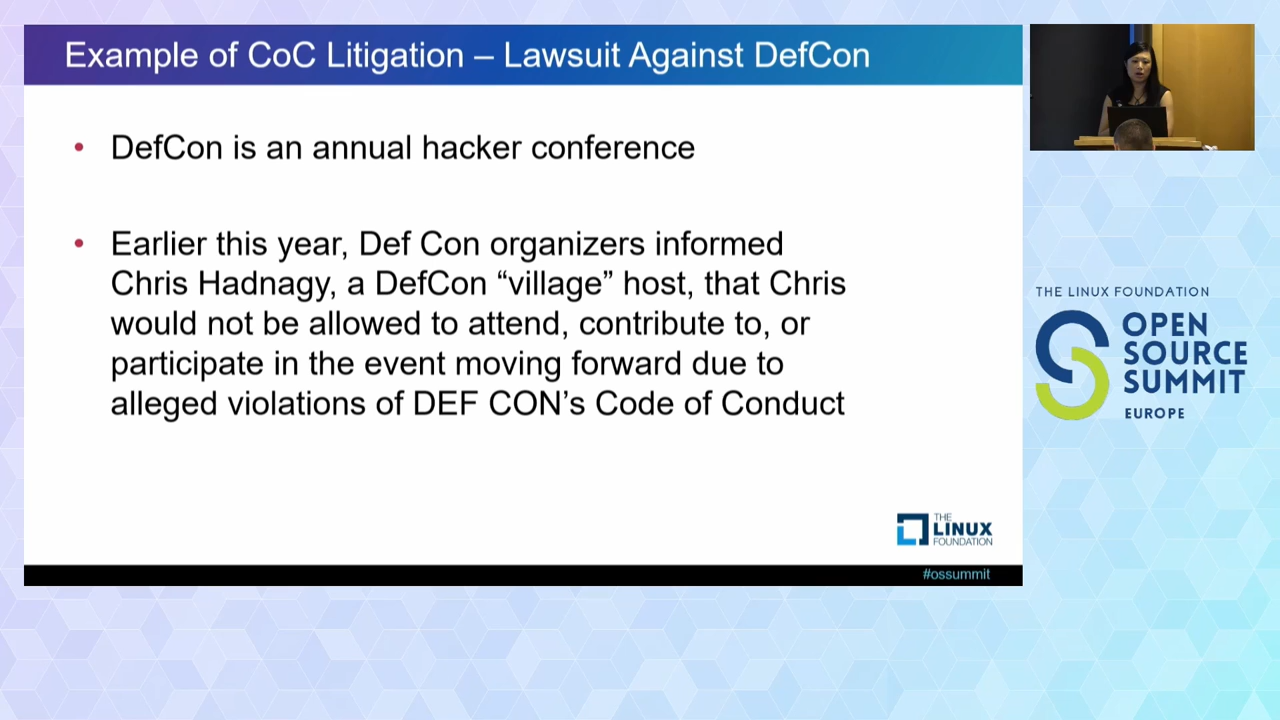 Example of CoC Litigation – Lawsuit Against DefCon
• DefCon is an annual hacker conference
• Earlier this year, Def Con organizers informed
Chris Hadnagy, a DefCon “village” host, that Chris
would not be allowed to attend, contribute to, or
participate in the event moving forward due to
alleged violations of DEF CON’s Code of Conduct
THE
LINUX
FOUNDATION
#ossummit
THE LINUX FOUNDATION
OPEN
SOURCE
SUMMIT
EUROPE